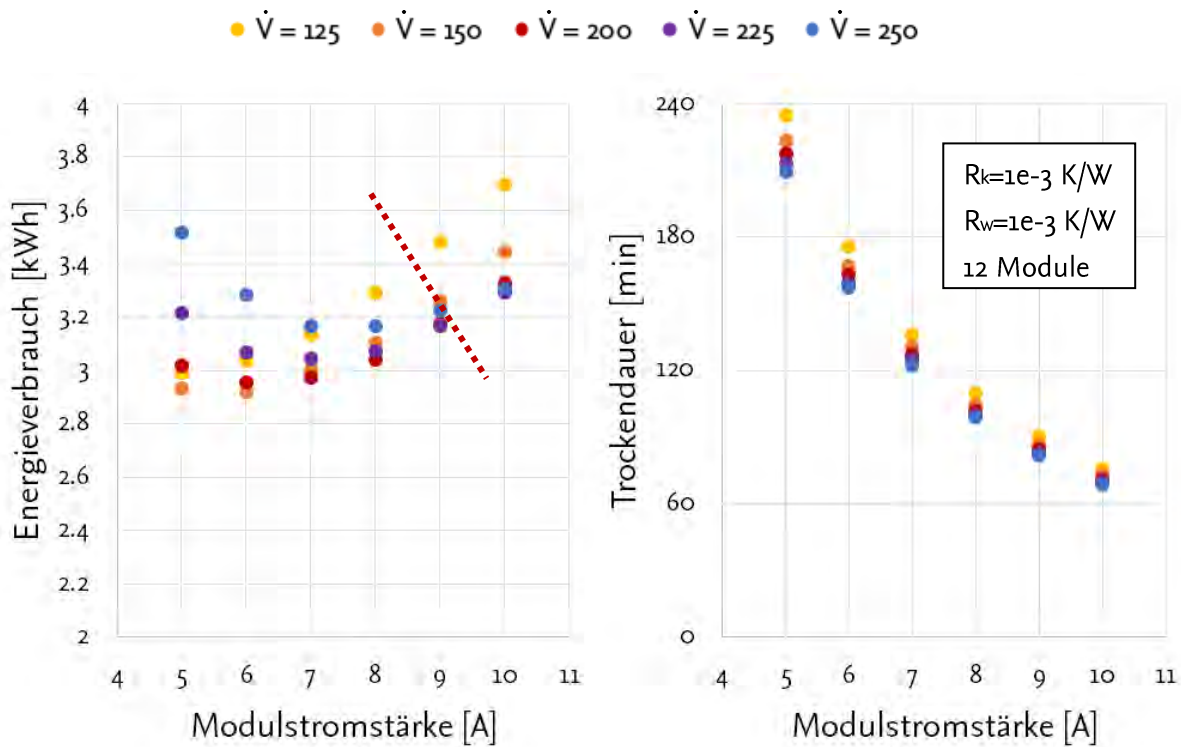 V̇ = 125 V̇ = 150 V̇ = 200 V̇ = 225 V̇ = 250
Energieverbrauch [kWh]
4
3.8
3.6
3.4
3.2
3
2.8
2.6
2.4
2.2
2
4 5 6 7 8 9 10 11
Modulstromstärke [A]
Trockendauer [min]
240
180
120
60
0
Rk=1e-3 K/W
Rw=1e-3 K/W
12 Module
4 5 6 7 8 9 10 11
Modulstromstärke [A]